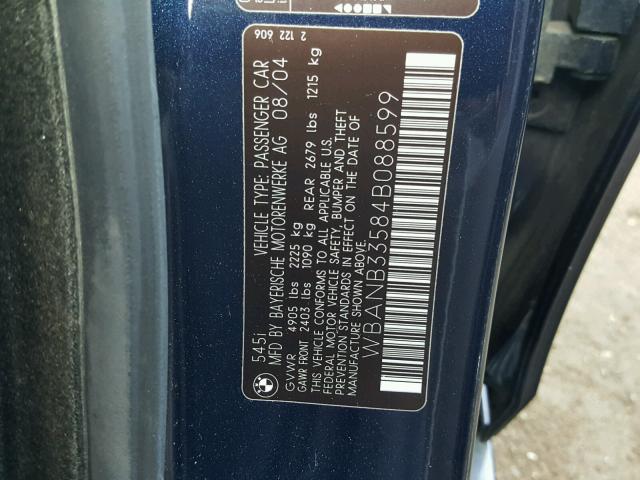 545i VEHICLE TYPE: PASSENGER CAR
MFD BY BAYERISCHE MOTORENWERKE AG 08/04
GVWR 4905 lbs 2225 kg
GAWR FRONT 2403 lbs 1090 kg REAR 2679 lbs 1215 kg
THIS VEHICLE CONFORMS TO ALL APPLICABLE U.S.
FEDERAL MOTOR VEHICLE SAFETY, BUMPER AND THEFT
PREVENTION STANDARDS IN EFFECT ON THE DATE OF
MANUFACTURE SHOWN ABOVE.
WBANB33584B088599
2 122 606
BMW